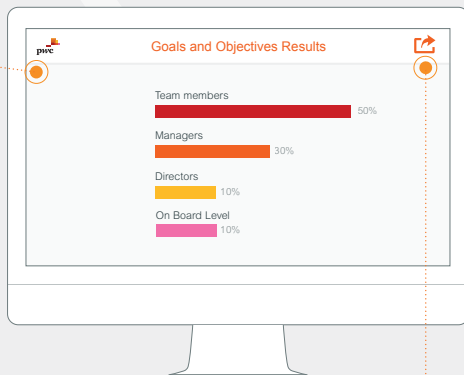 pwc
Goals and Objectives Results
Team members
50%
Managers
30%
Directors
10%
On Board Level
10%